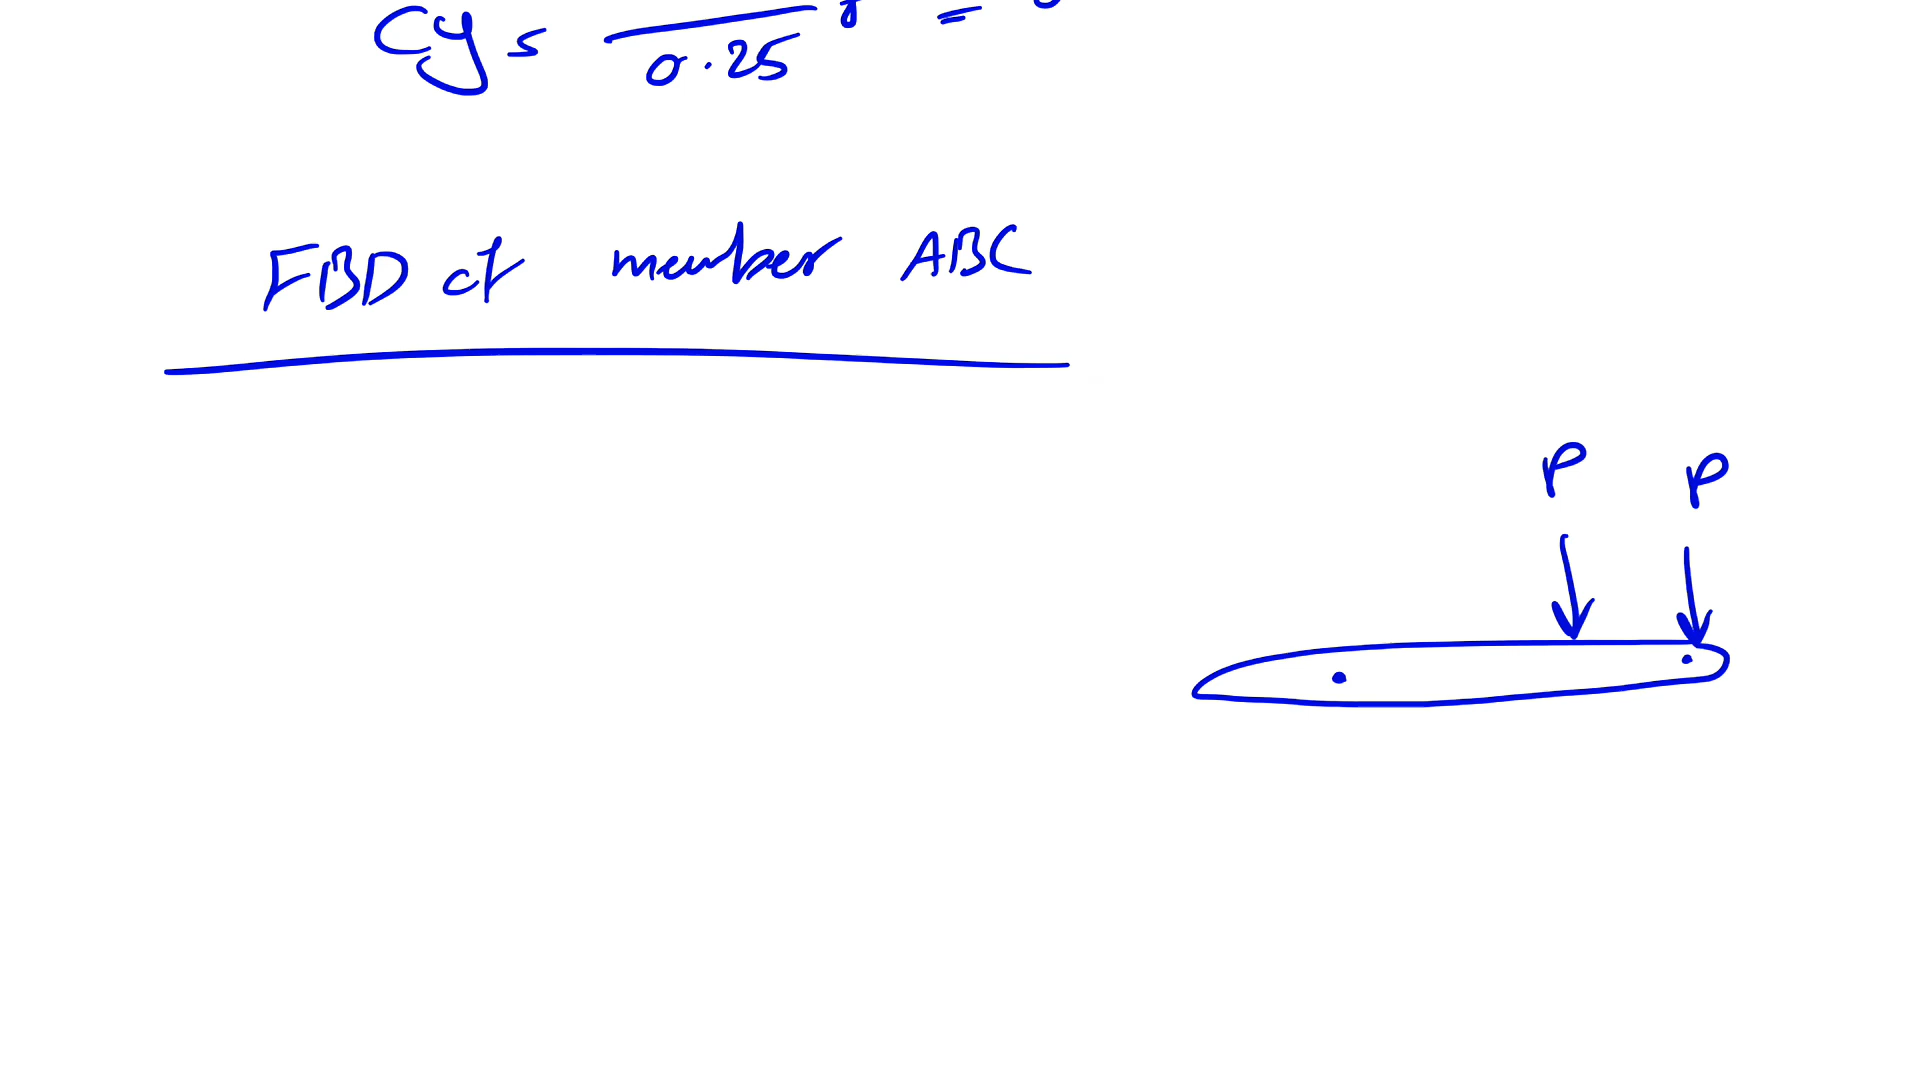 Cy = 0.25 =
FBD of member ABC
P P